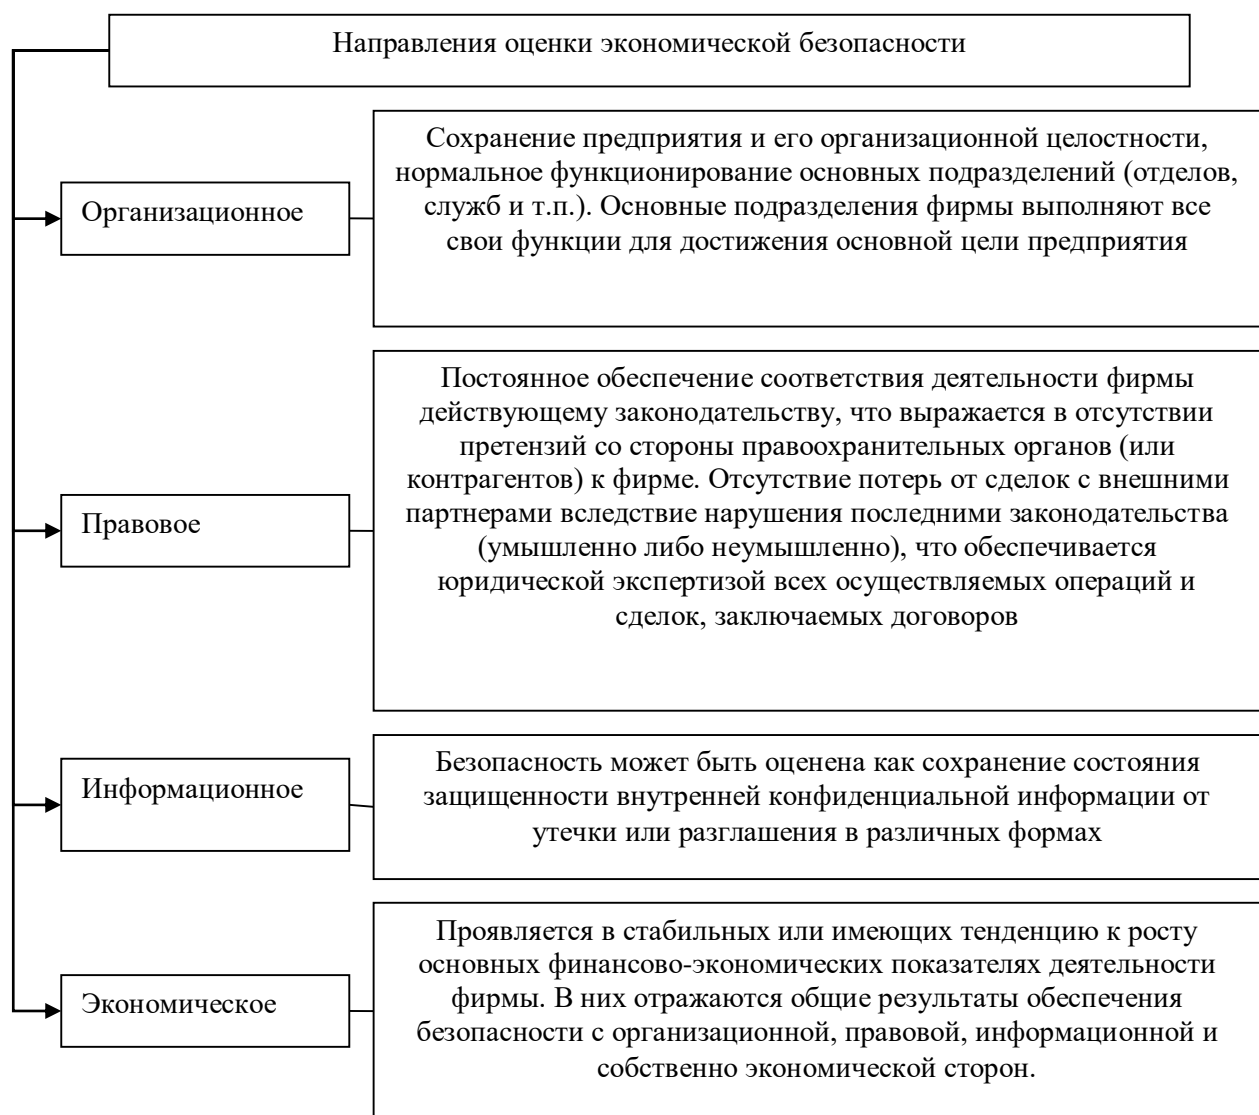 Направления оценки экономической безопасности
Организационное
Сохранение предприятия и его организационной целостности,
нормальное функционирование основных подразделений (отделов,
служб и т.п.). Основные подразделения фирмы выполняют все
свои функции для достижения основной цели предприятия
Правовое
Постоянное обеспечение соответствия деятельности фирмы
действующему законодательству, что выражается в отсутствии
претензий со стороны правоохранительных органов (или
контрагентов) к фирме. Отсутствие потерь от сделок с внешними
партнерами вследствие нарушения последними законодательства
(умышленно либо неумышленно), что обеспечивается
юридической экспертизой всех осуществляемых операций и
сделок, заключаемых договоров
Информационное
Безопасность может быть оценена как сохранение состояния
защищенности внутренней конфиденциальной информации от
утечки или разглашения в различных формах
Экономическое
Проявляется в стабильных или имеющих тенденцию к росту
основных финансово-экономических показателях деятельности
фирмы. В них отражаются общие результаты обеспечения
безопасности с организационной, правовой, информационной и
собственно экономической сторон.